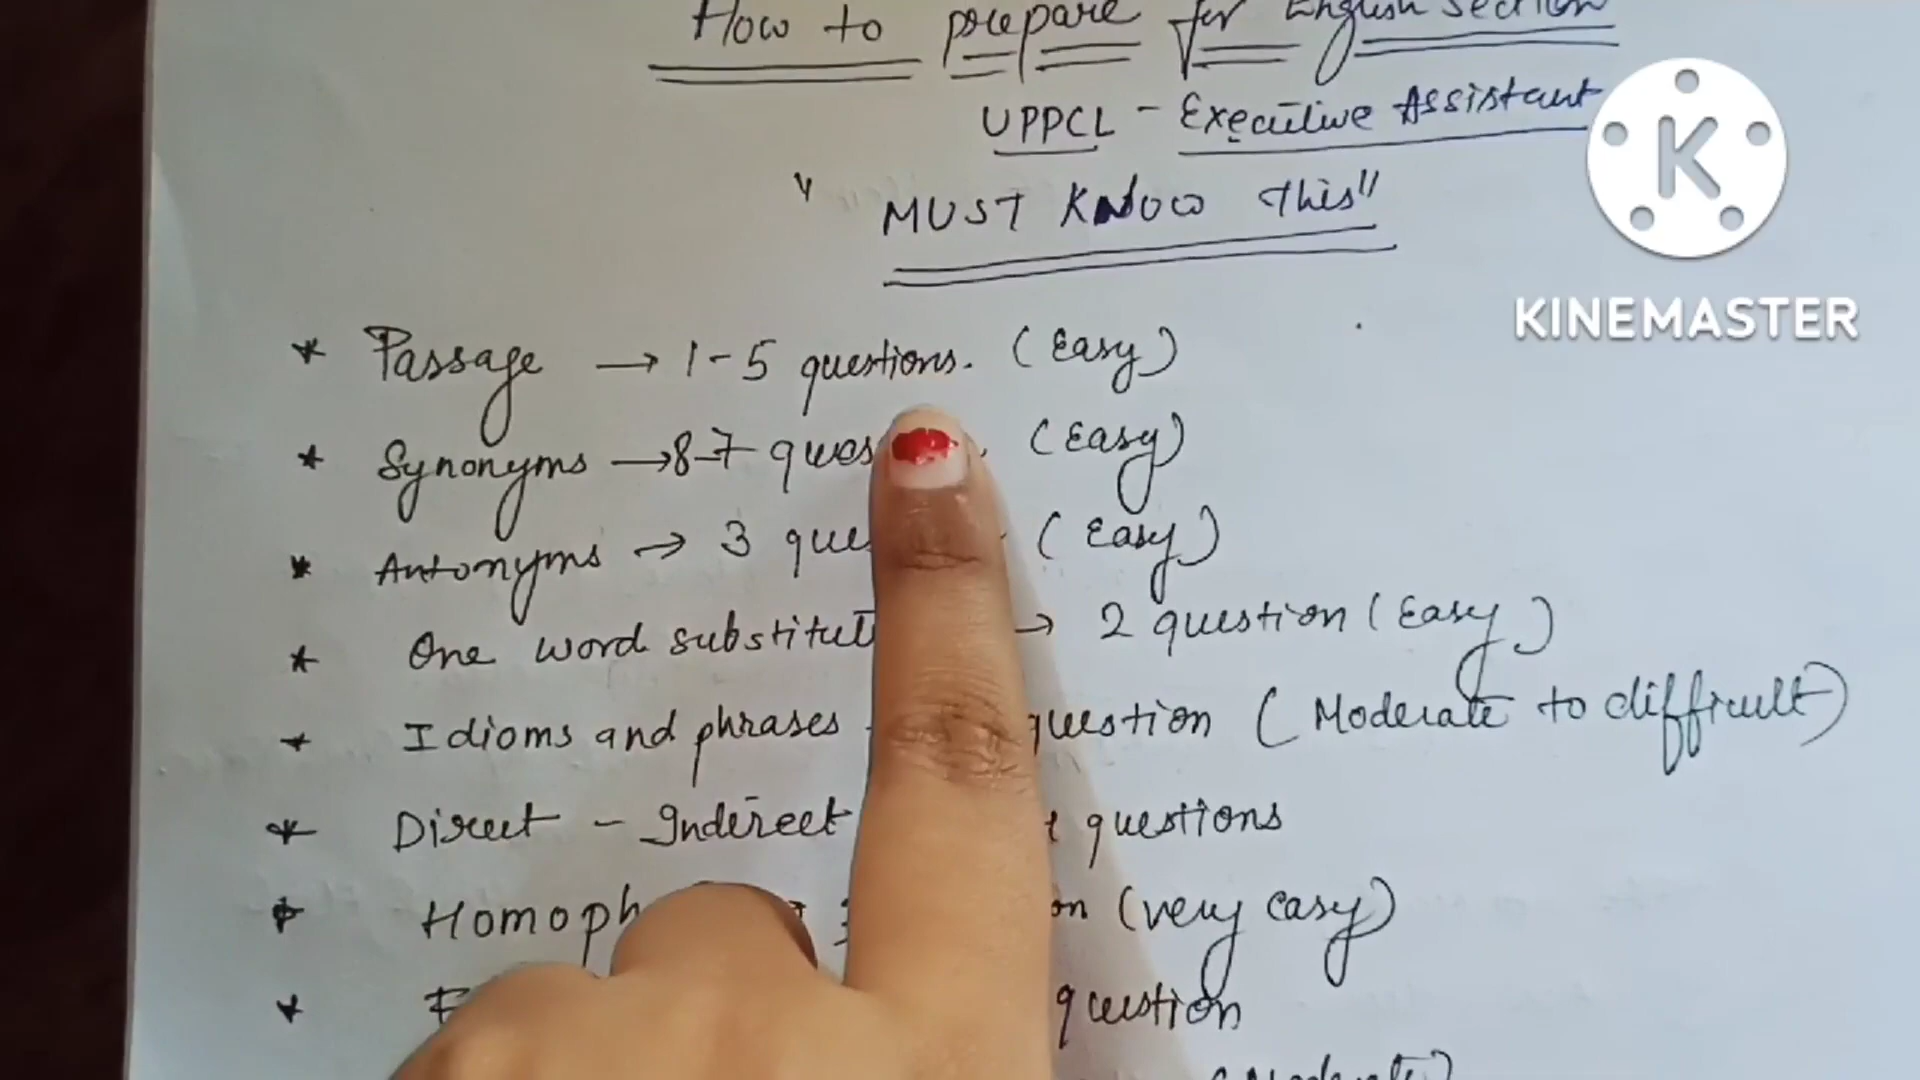 How to prepare for English section
UPPCL - Executive Assistant
"MUST KNOW This"
K
KINEMASTER
* Passage → 1-5 questions. (Easy)
* Synonyms → 8-7 ques (Easy)
* Antonyms → 3 que (Easy)
* One word substitut → 2 question (Easy)
* Idioms and phrases question (Moderate to difficult)
* Direct - Indirect questions
* Homoph on (very easy)
* question
(Moderate)